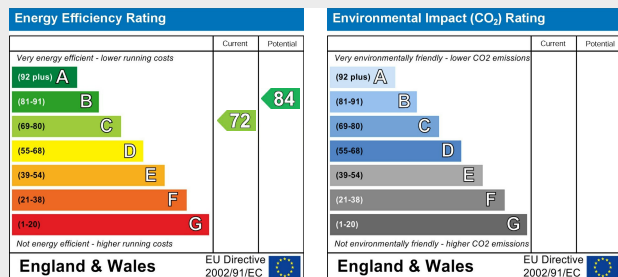 Energy Efficiency Rating
Current Potential
Very energy efficient - lower running costs
(92 plus) A
(81-91) B
(69-80) C
(55-68) D
(39-54) E
(21-38) F
(1-20) G
72
84
Not energy efficient - higher running costs
England & Wales
EU Directive
2002/91/EC
Environmental Impact (CO₂) Rating
Current Potential
Very environmentally friendly - lower CO2 emissions
(92 plus) A
(81-91) B
(69-80) C
(55-68) D
(39-54) E
(21-38) F
(1-20) G
Not environmentally friendly - higher CO2 emissions
England & Wales
EU Directive
2002/91/EC